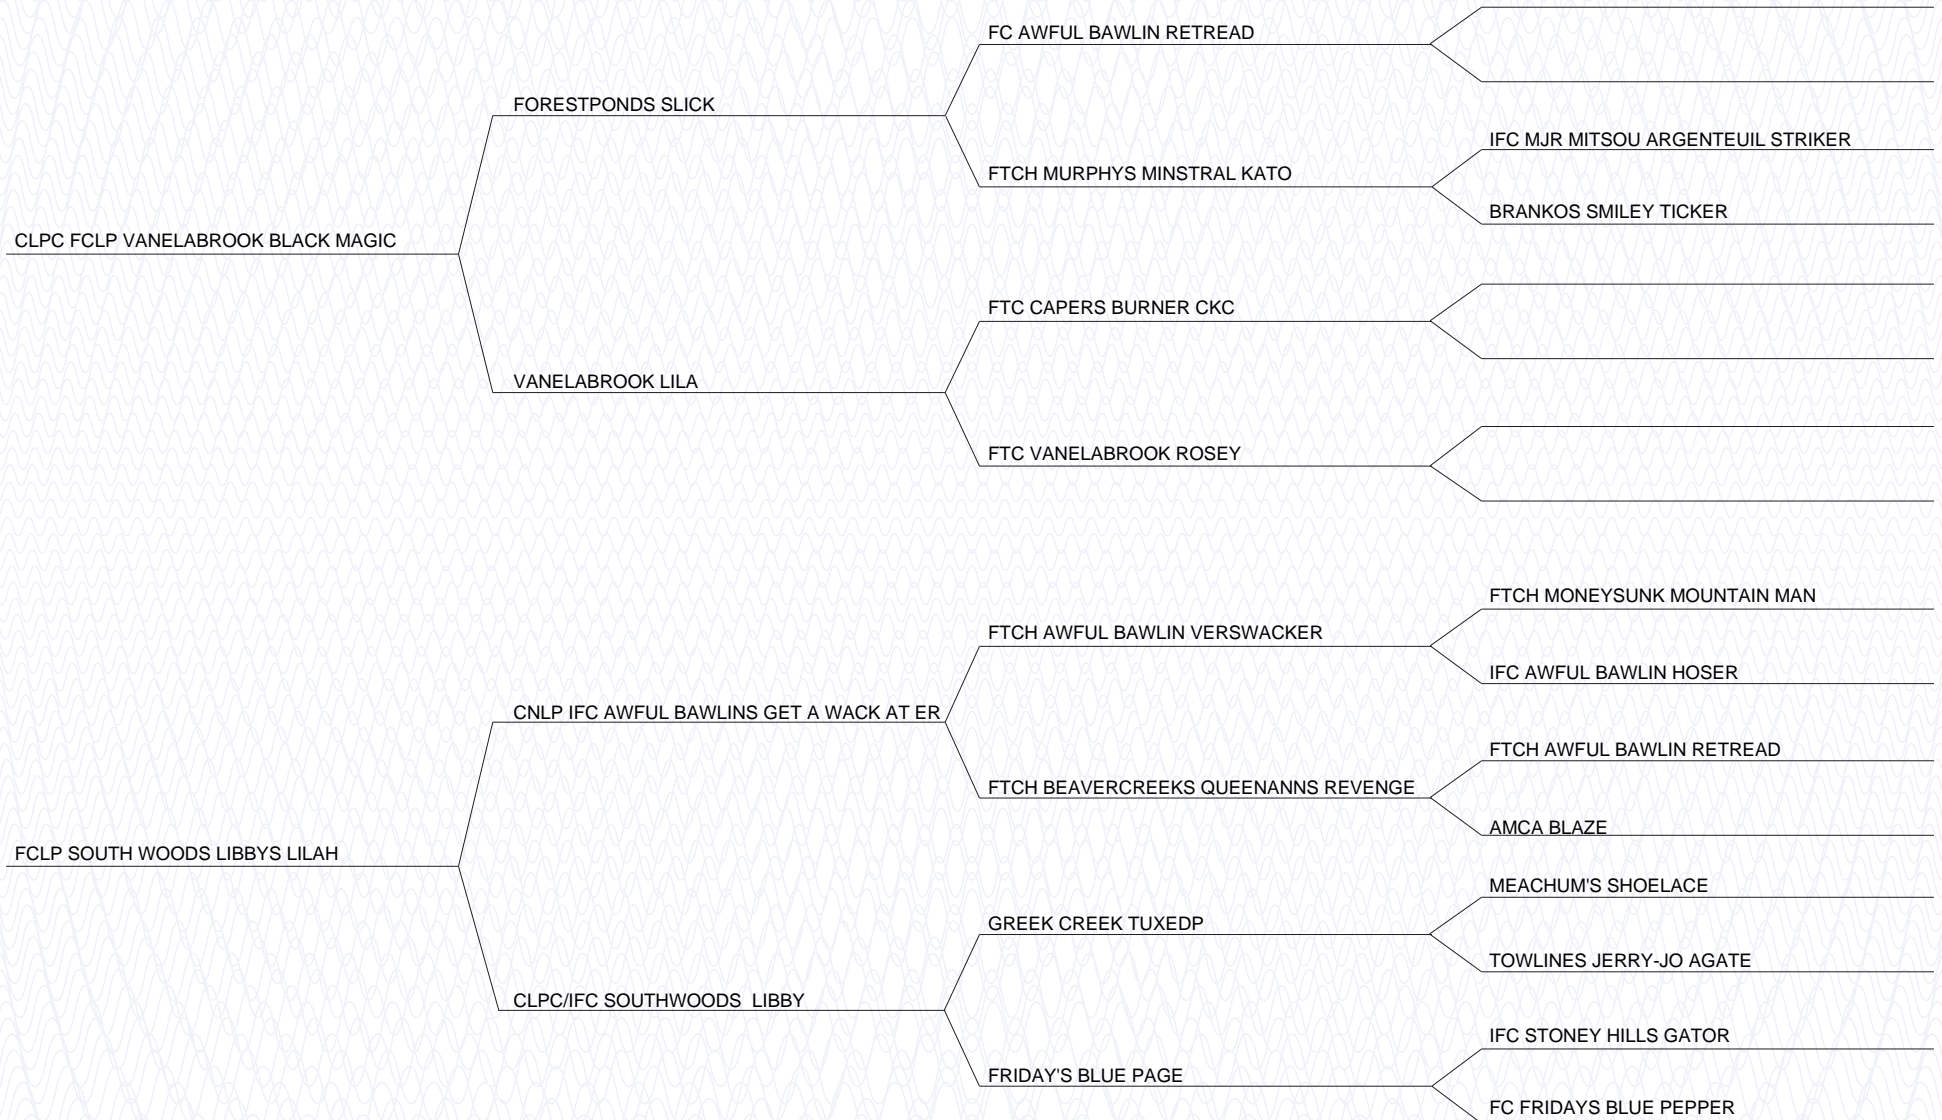 FC AWFUL BAWLIN RETREAD
FORESTPONDS SLICK
IFC MJR MITSOU ARGENTEUIL STRIKER
FTCH MURPHYS MINSTRAL KATO
BRANKOS SMILEY TICKER
CLPC FCLP VANELABROOK BLACK MAGIC
FTC CAPERS BURNER CKC
VANELABROOK LILA
FTC VANELABROOK ROSEY
FTCH MONEYSUNK MOUNTAIN MAN
FTCH AWFUL BAWLIN VERSWACKER
IFC AWFUL BAWLIN HOSER
CNLP IFC AWFUL BAWLINS GET A WACK AT ER
FTCH AWFUL BAWLIN RETREAD
FTCH BEAVERCREEKS QUEENANNS REVENGE
AMCA BLAZE
FCLP SOUTH WOODS LIBBYS LILAH
MEACHUM'S SHOELACE
GREEK CREEK TUXEDP
TOWLINES JERRY-JO AGATE
CLPC/IFC SOUTHWOODS  LIBBY
IFC STONEY HILLS GATOR
FRIDAY'S BLUE PAGE
FC FRIDAYS BLUE PEPPER